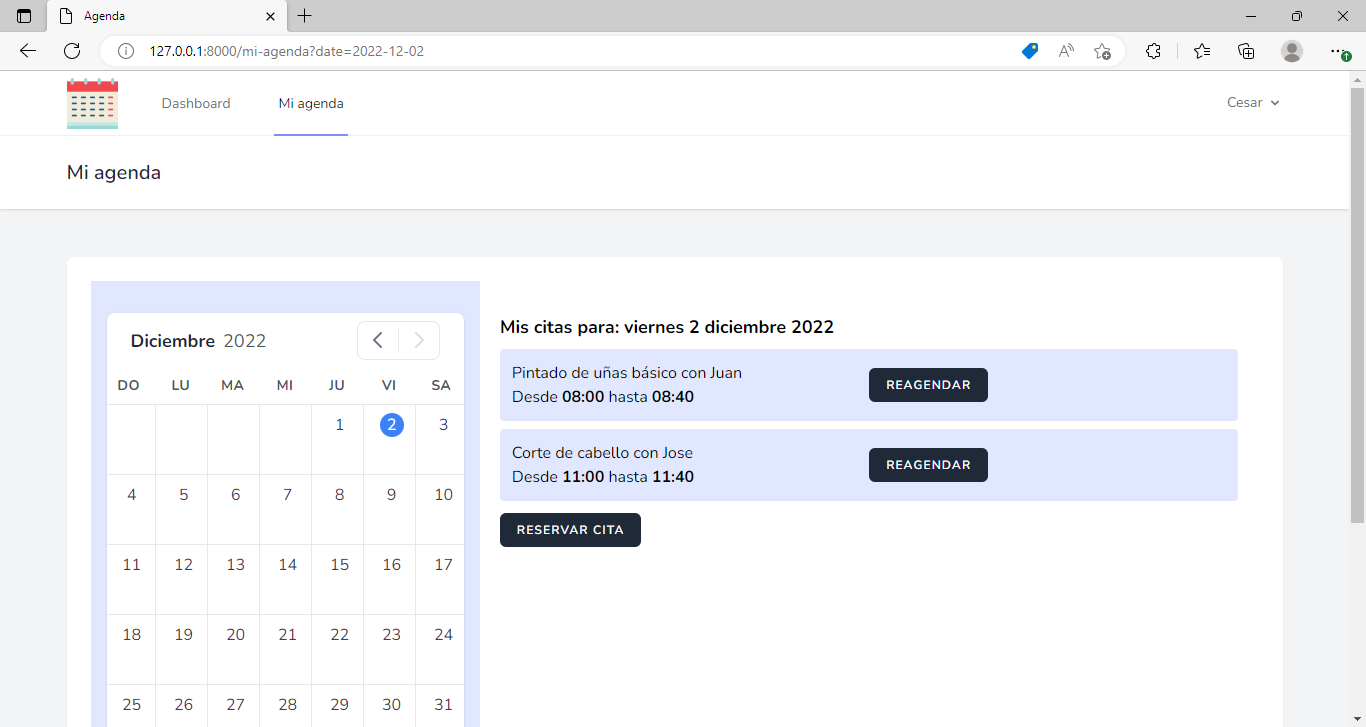 Agenda
127.0.0.1:8000/mi-agenda?date=2022-12-02
Dashboard
Mi agenda
Cesar
Mi agenda
Diciembre 2022
DO LU MA MI JU VI SA
1 2 3
4 5 6 7 8 9 10
11 12 13 14 15 16 17
18 19 20 21 22 23 24
25 26 27 28 29 30 31
Mis citas para: viernes 2 diciembre 2022
Pintado de uñas básico con Juan
Desde 08:00 hasta 08:40
REAGENDAR
Corte de cabello con Jose
Desde 11:00 hasta 11:40
REAGENDAR
RESERVAR CITA